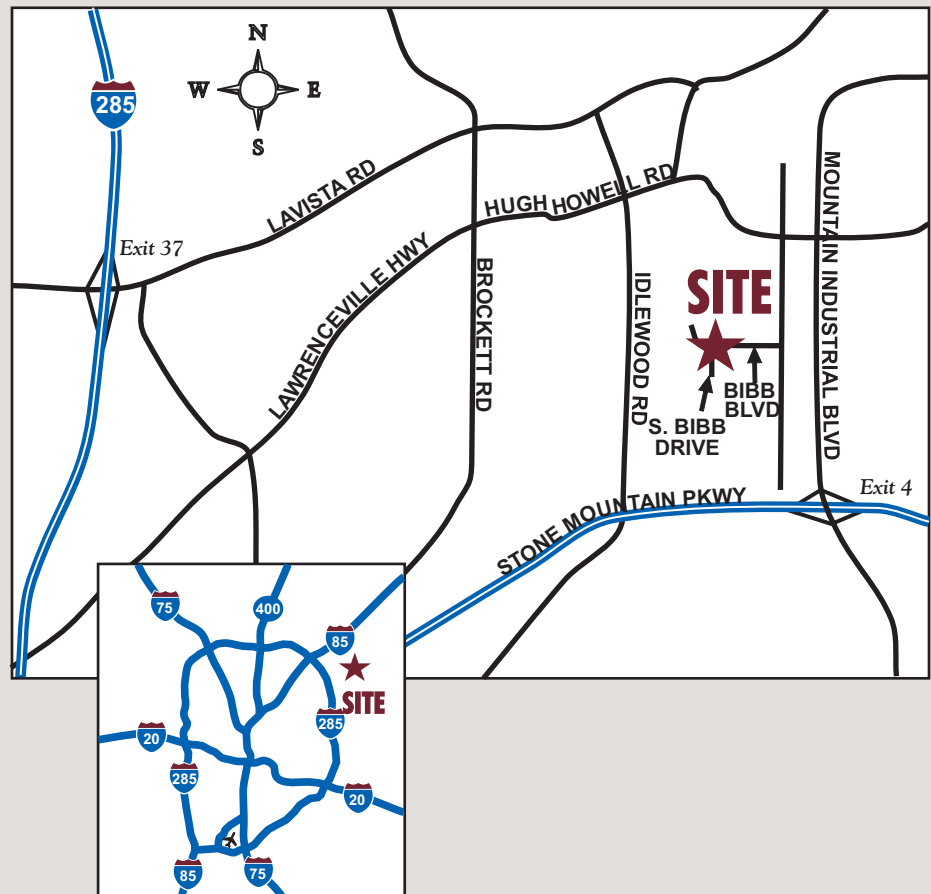 N
W
E
S
285
LAVISTA RD
HUGH HOWELL RD
Exit 37
LAWRENCEVILLE HWY
BROCKETT RD
IDLEWOOD RD
MOUNTAIN INDUSTRIAL BLVD
SITE
BIBB
BLVD
S. BIBB
DRIVE
STONE MOUNTAIN PKWY
Exit 4
75
400
85
SITE
285
20
285
20
85
75